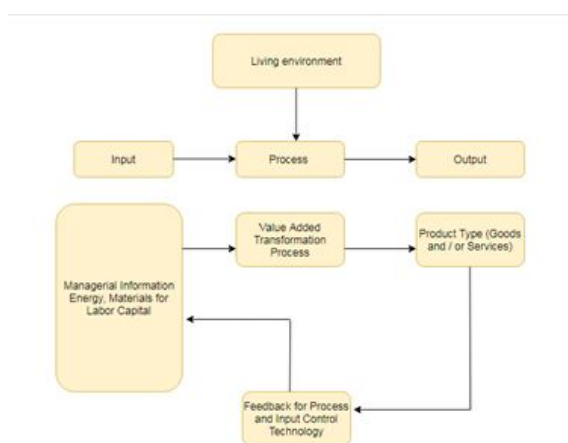 Living environment
Input
Process
Output
Value Added
Transformation
Process
Product Type (Goods
and / or Services)
Managerial Information
Energy, Materials for
Labor Capital
Feedback for Process
and Input Control
Technology